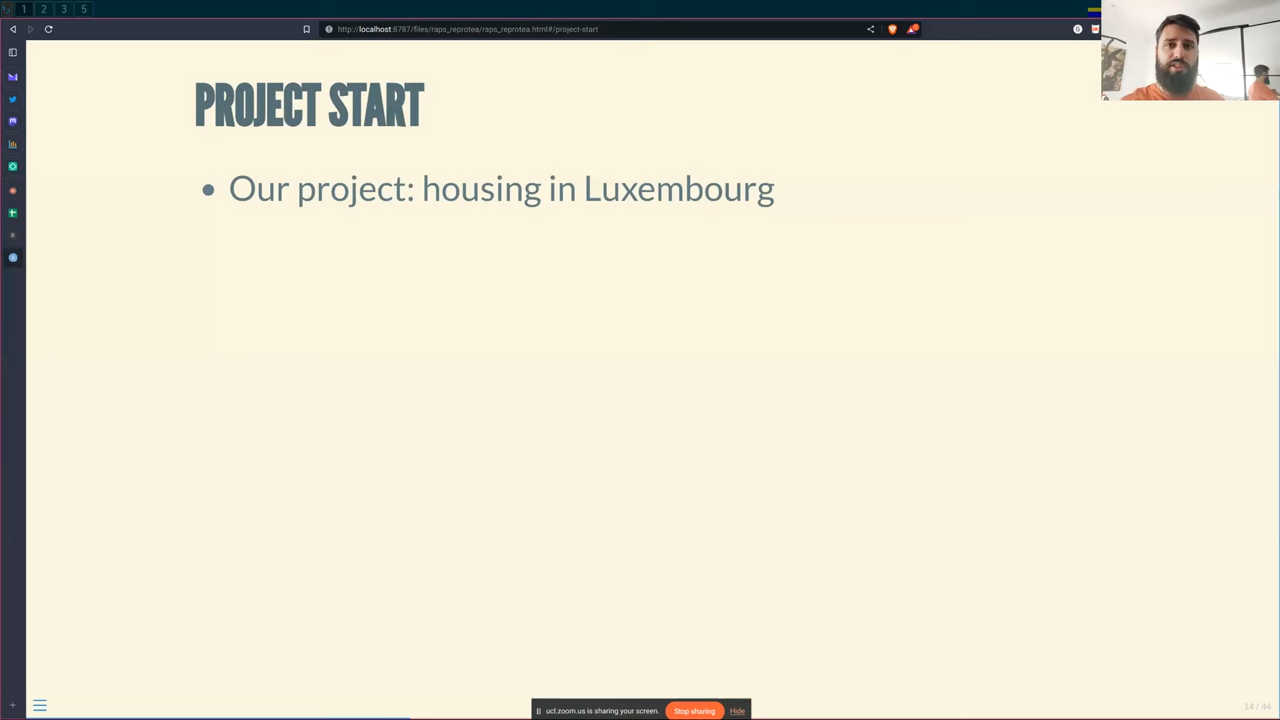 1 2 3 5
http://localhost:8787/files/raps_reprotea/raps_reprotea.html#/project-start
PROJECT START
• Our project: housing in Luxembourg
ucl.zoom.us is sharing your screen.
Stop sharing
Hide
14 / 44